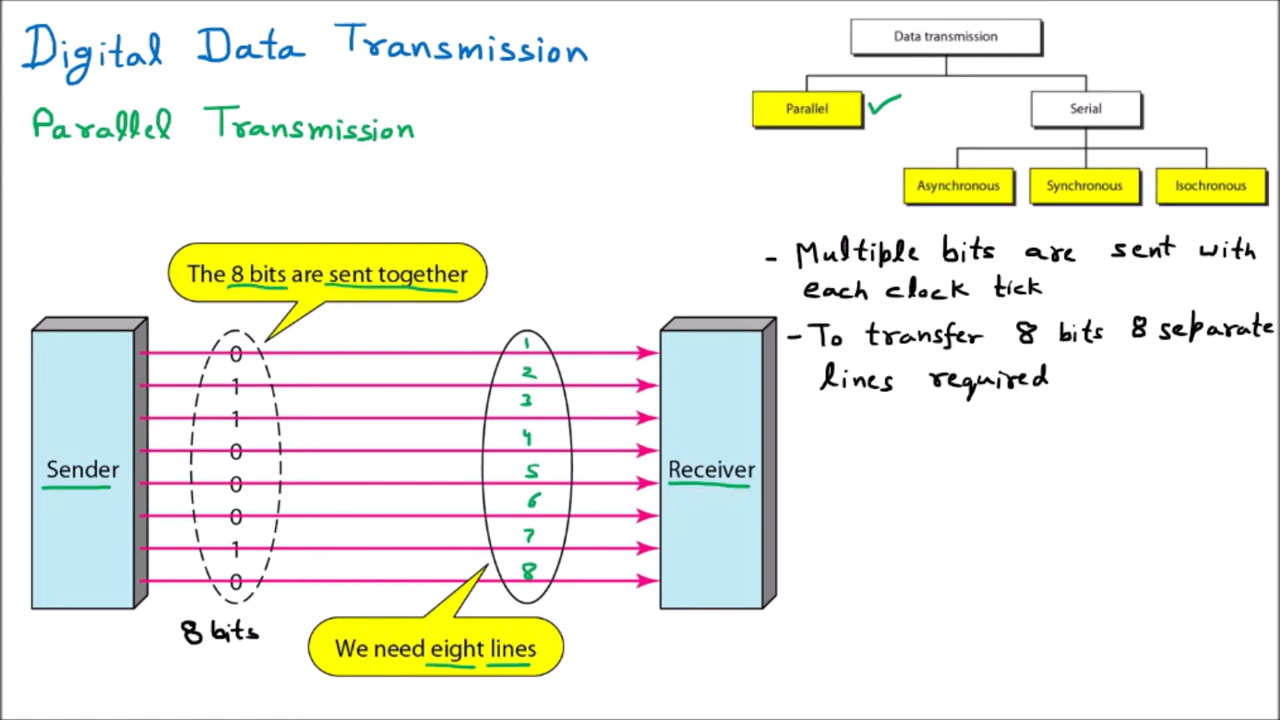 Digital Data Transmission
Parallel Transmission
Data transmission
Parallel
Serial
Asynchronous
Synchronous
Isochronous
- Multiple bits are sent with
each clock tick
- To transfer 8 bits 8 separate
lines required
The 8 bits are sent together
Sender
0
1
1
0
0
0
1
0
8 bits
1
2
3
4
5
6
7
8
We need eight lines
Receiver